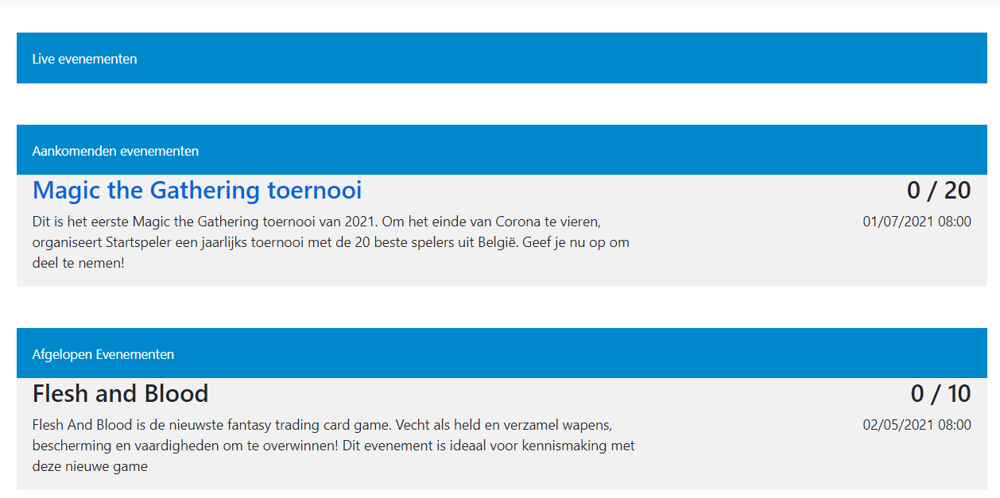 Live evenementen
Aankomenden evenementen
Magic the Gathering toernooi
0 / 20
Dit is het eerste Magic the Gathering toernooi van 2021. Om het einde van Corona te vieren,
01/07/2021 08:00
organiseert Startspeler een jaarlijks toernooi met de 20 beste spelers uit België. Geef je nu op om
deel te nemen!
Afgelopen Evenementen
Flesh and Blood
0 / 10
Flesh And Blood is de nieuwste fantasy trading card game. Vecht als held en verzamel wapens,
02/05/2021 08:00
bescherming en vaardigheden om te overwinnen! Dit evenement is ideaal voor kennismaking met
deze nieuwe game